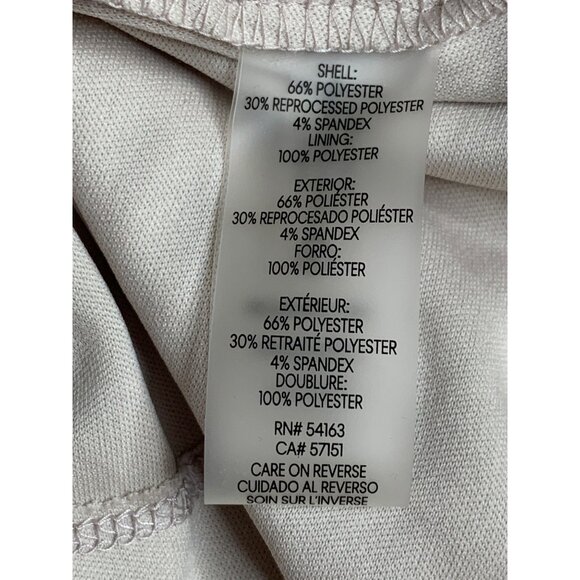 SHELL:
66% POLYESTER
30% REPROCESSED POLYESTER
4% SPANDEX
LINING:
100% POLYESTER
EXTERIOR:
66% POLIÉSTER
30% REPROCESADO POLIÉSTER
4% SPANDEX
FORRO:
100% POLIÉSTER
EXTÉRIEUR:
66% POLYESTER
30% RETRAITÉ POLYESTER
4% SPANDEX
DOUBLURE:
100% POLYESTER
RN# 54163
CA# 57151
CARE ON REVERSE
CUIDADO AL REVERSO
SOIN SUR L'INVERSE